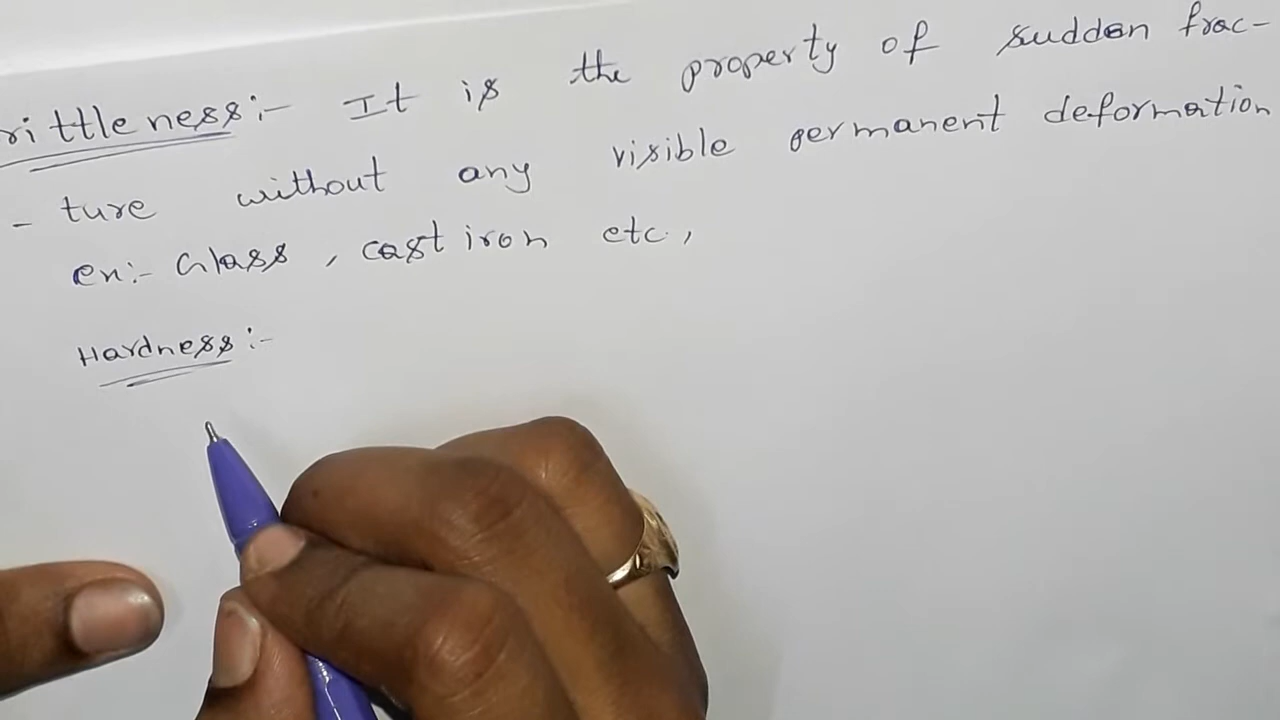 rittleness:- It is the property of sudden frac-
- ture without any visible permanent deformation
ex:- Glass, cast iron etc,
Hardness:-